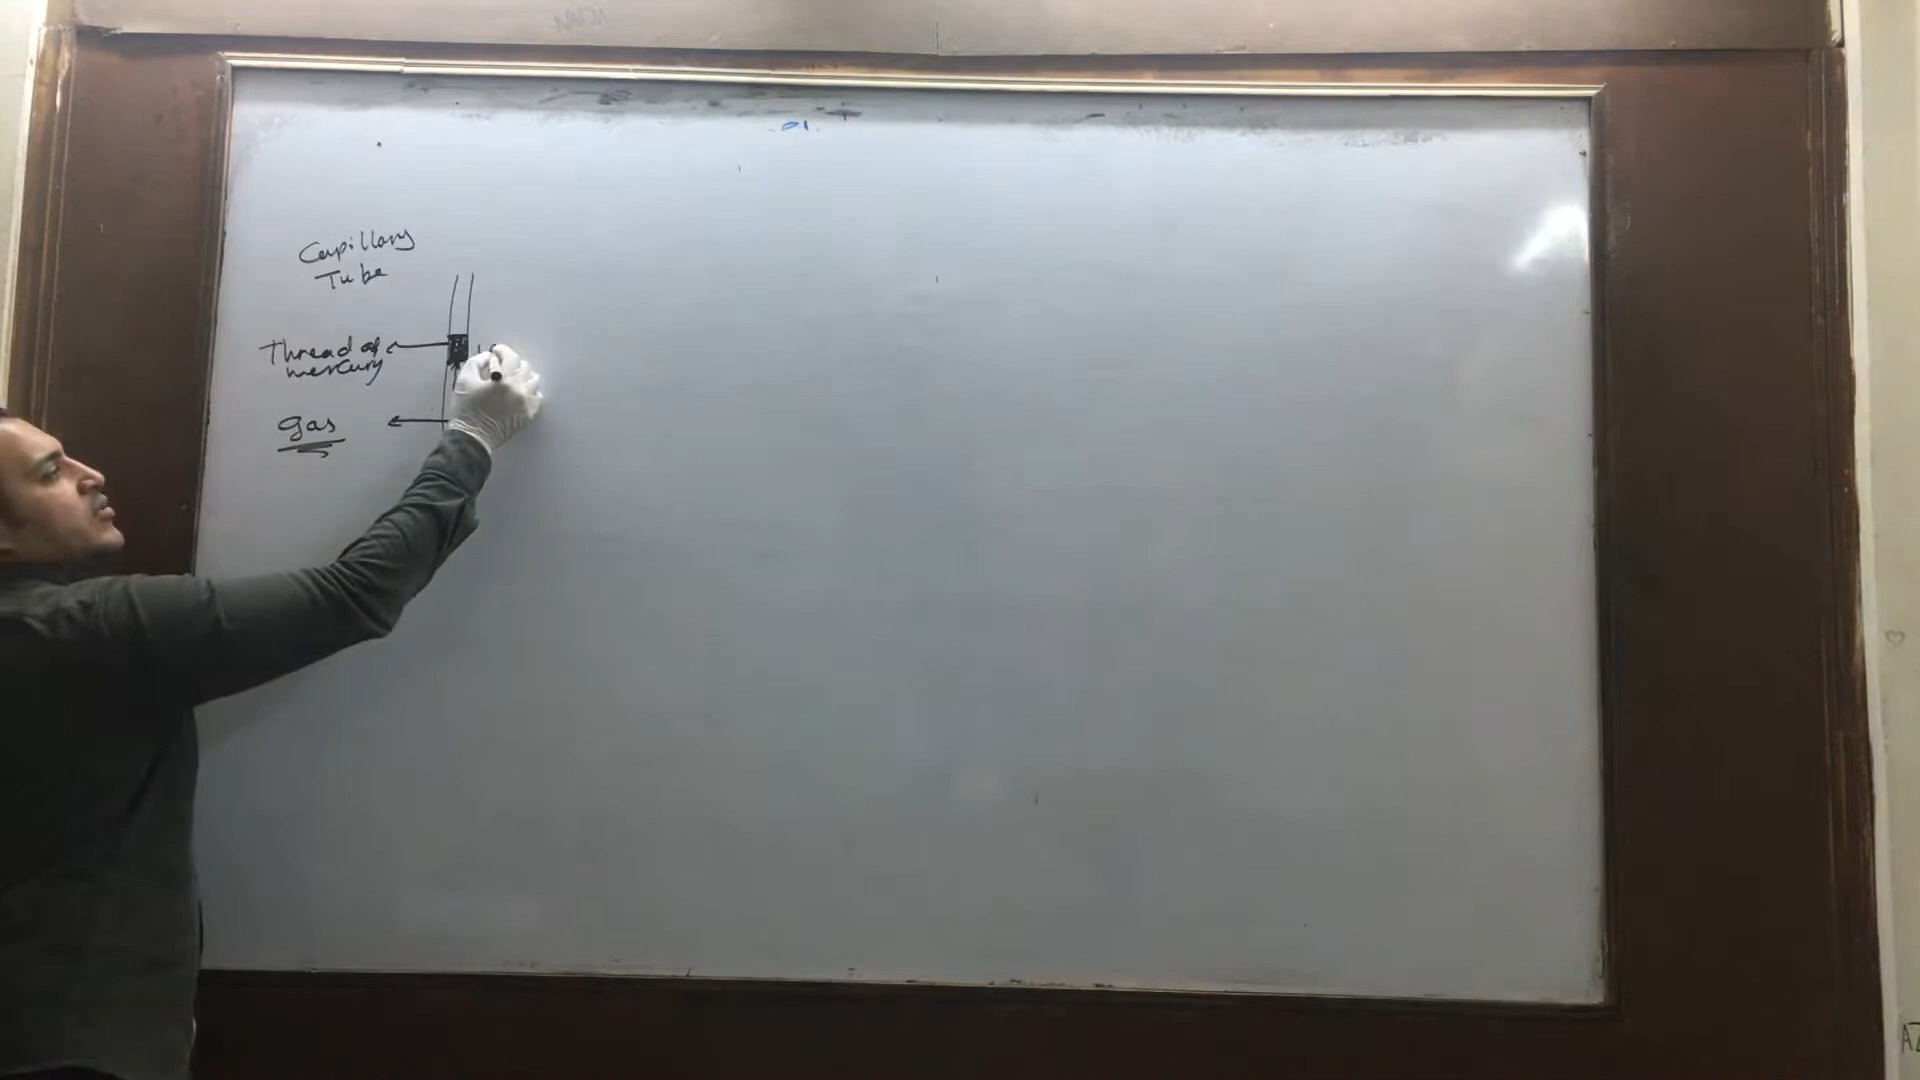 Capillary
Tube
Thread of
mercury
gas